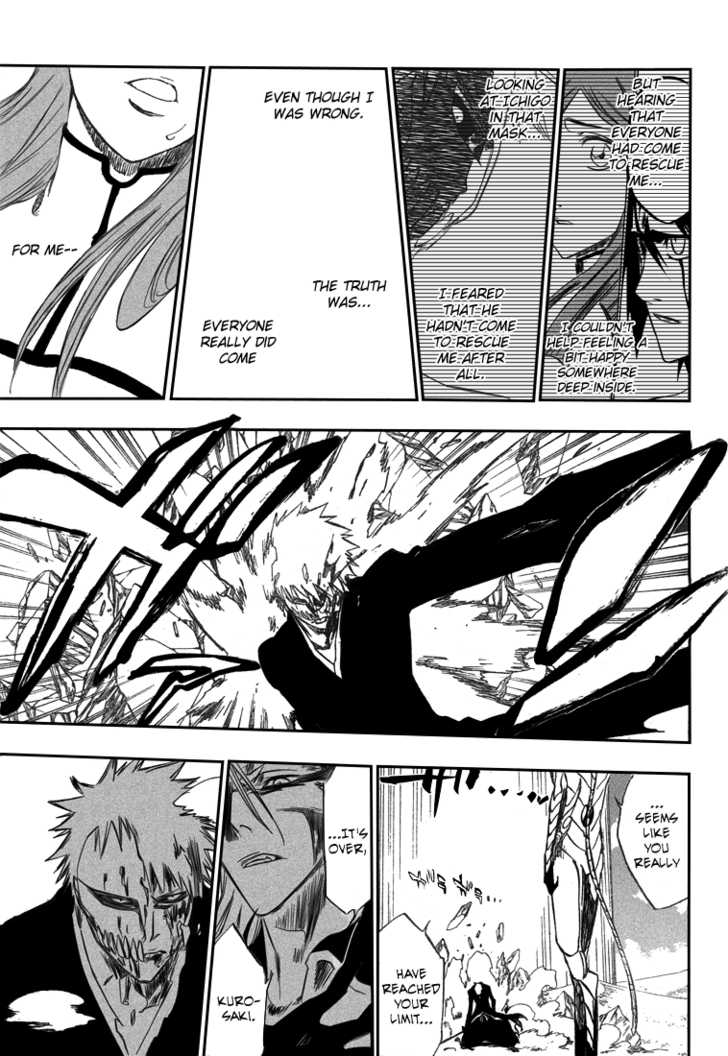 BUT
HEARING
THAT
EVERYONE
HAD COME
TO RESCUE
ME...
I COULDN'T
HELP FEELING A
BIT HAPPY
SOMEWHERE
DEEP INSIDE.
LOOKING
AT ICHIGO
IN THAT
MASK...
I FEARED
THAT HE
HADN'T COME
TO RESCUE
ME AFTER
ALL.
EVEN THOUGH I
WAS WRONG.
THE TRUTH
WAS...
EVERYONE
REALLY DID
COME
FOR ME--
...
SEEMS
LIKE
YOU
REALLY
HAVE
REACHED
YOUR
LIMIT...
...IT'S
OVER,
KURO-
SAKI.